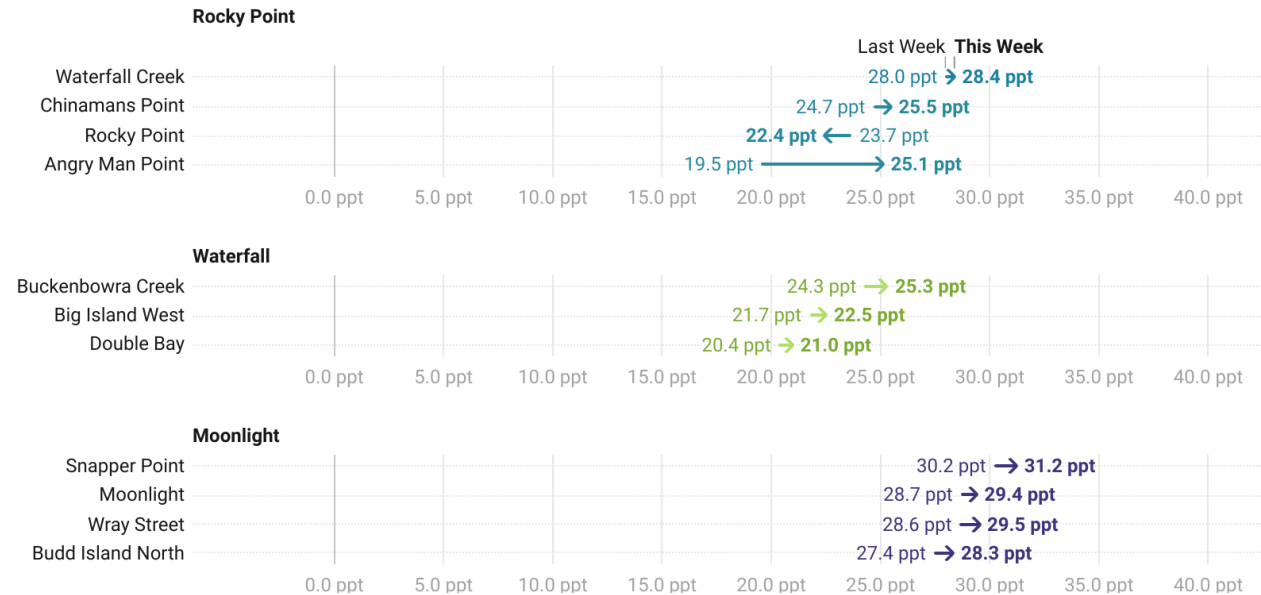 Rocky Point
Last Week This Week
Waterfall Creek 28.0 ppt 28.4 ppt
Chinamans Point 24.7 ppt 25.5 ppt
Rocky Point 22.4 ppt 23.7 ppt
Angry Man Point 19.5 ppt 25.1 ppt
0.0 ppt 5.0 ppt 10.0 ppt 15.0 ppt 20.0 ppt 25.0 ppt 30.0 ppt 35.0 ppt 40.0 ppt
Waterfall
Buckenbowra Creek 24.3 ppt 25.3 ppt
Big Island West 21.7 ppt 22.5 ppt
Double Bay 20.4 ppt 21.0 ppt
0.0 ppt 5.0 ppt 10.0 ppt 15.0 ppt 20.0 ppt 25.0 ppt 30.0 ppt 35.0 ppt 40.0 ppt
Moonlight
Snapper Point 30.2 ppt 31.2 ppt
Moonlight 28.7 ppt 29.4 ppt
Wray Street 28.6 ppt 29.5 ppt
Budd Island North 27.4 ppt 28.3 ppt
0.0 ppt 5.0 ppt 10.0 ppt 15.0 ppt 20.0 ppt 25.0 ppt 30.0 ppt 35.0 ppt 40.0 ppt